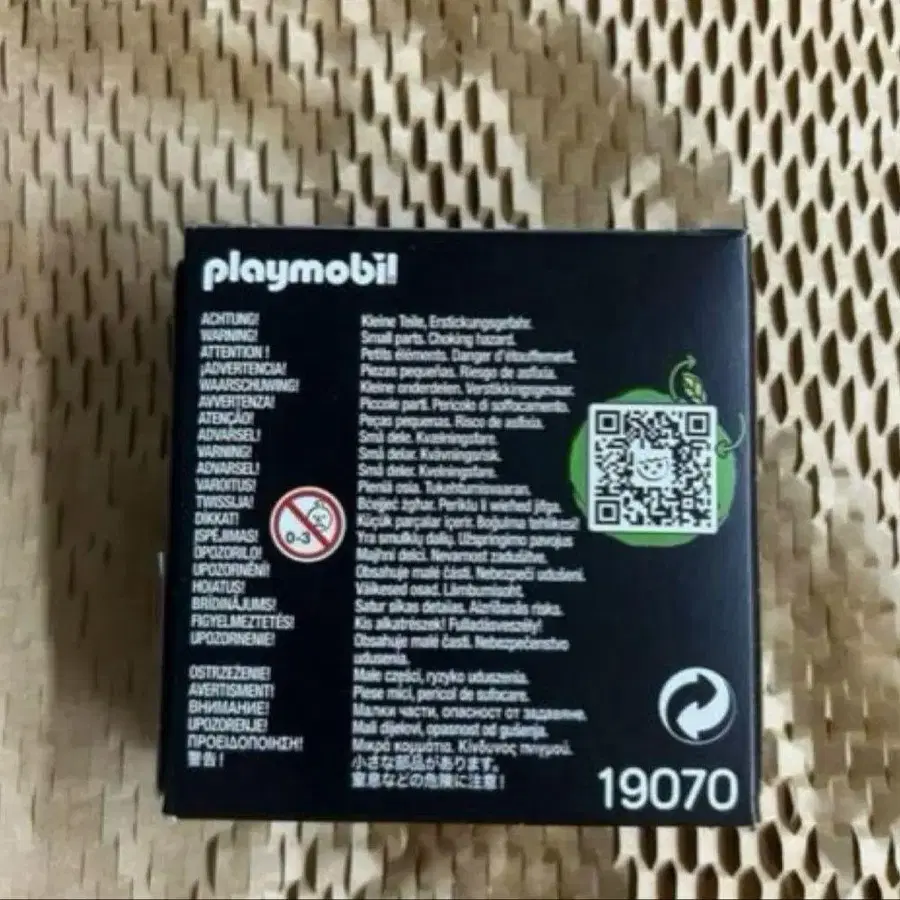 playmobil
ACHTUNG! Kleine Teile. Erstickungsgefahr.
WARNING! Small parts. Choking hazard.
ATTENTION ! Petits éléments. Danger d'étouffement.
¡ADVERTENCIA! Piezas pequeñas. Riesgo de asfixia.
WAARSCHUWING! Kleine onderdelen. Verstikkingsgevaar.
AVVERTENZA! Piccole parti. Pericolo di soffocamento.
ATENÇÃO! Peças pequenas. Risco de asfixia.
ADVARSEL! Små dele. Kvælningsfare.
VARNING! Små delar. Kvävningsrisk.
ADVARSEL! Små deler. Kvelningsfare.
VAROITUS! Pieniä osia. Tukehtumisvaaran.
TWISSIJA! Bċejjeċ żgħar. Periklu li wieħed jifga.
DİKKAT! Küçük parçalar içerir. Boğulma tehlikesi!
ĮSPĖJIMAS! Yra smulkių dalių. Užspringimo pavojus
OPOZORILO! Majhni delci. Nevarnost zadušitve.
UPOZORNĚNÍ! Obsahuje malé části. Nebezpečí udušení.
HOIATUS! Väikesed osad. Lämbumisoht.
BRĪDINĀJUMS! Satur sīkas detaļas. Aizrīšanās risks.
FIGYELMEZTETÉS! Kis alkatrészek! Fulladásveszély!
UPOZORNENIE! Obsahuje malé časti. Nebezpečenstvo
udusenia.
OSTRZEŻENIE! Małe części, ryzyko uduszenia.
AVERTISMENT! Piese mici, pericol de sufocare.
ВНИМАНИЕ! Малки части, опасност от задавяне.
UPOZORENJE! Mali dijelovi, opasnost od gušenja.
ΠΡΟΕΙΔΟΠΟΙΗΣΗ! Μικρά κομμάτια. Κίνδυνος πνιγμού.
警告! 小さな部品があります。
窒息などの危険に注意!
0-3
19070